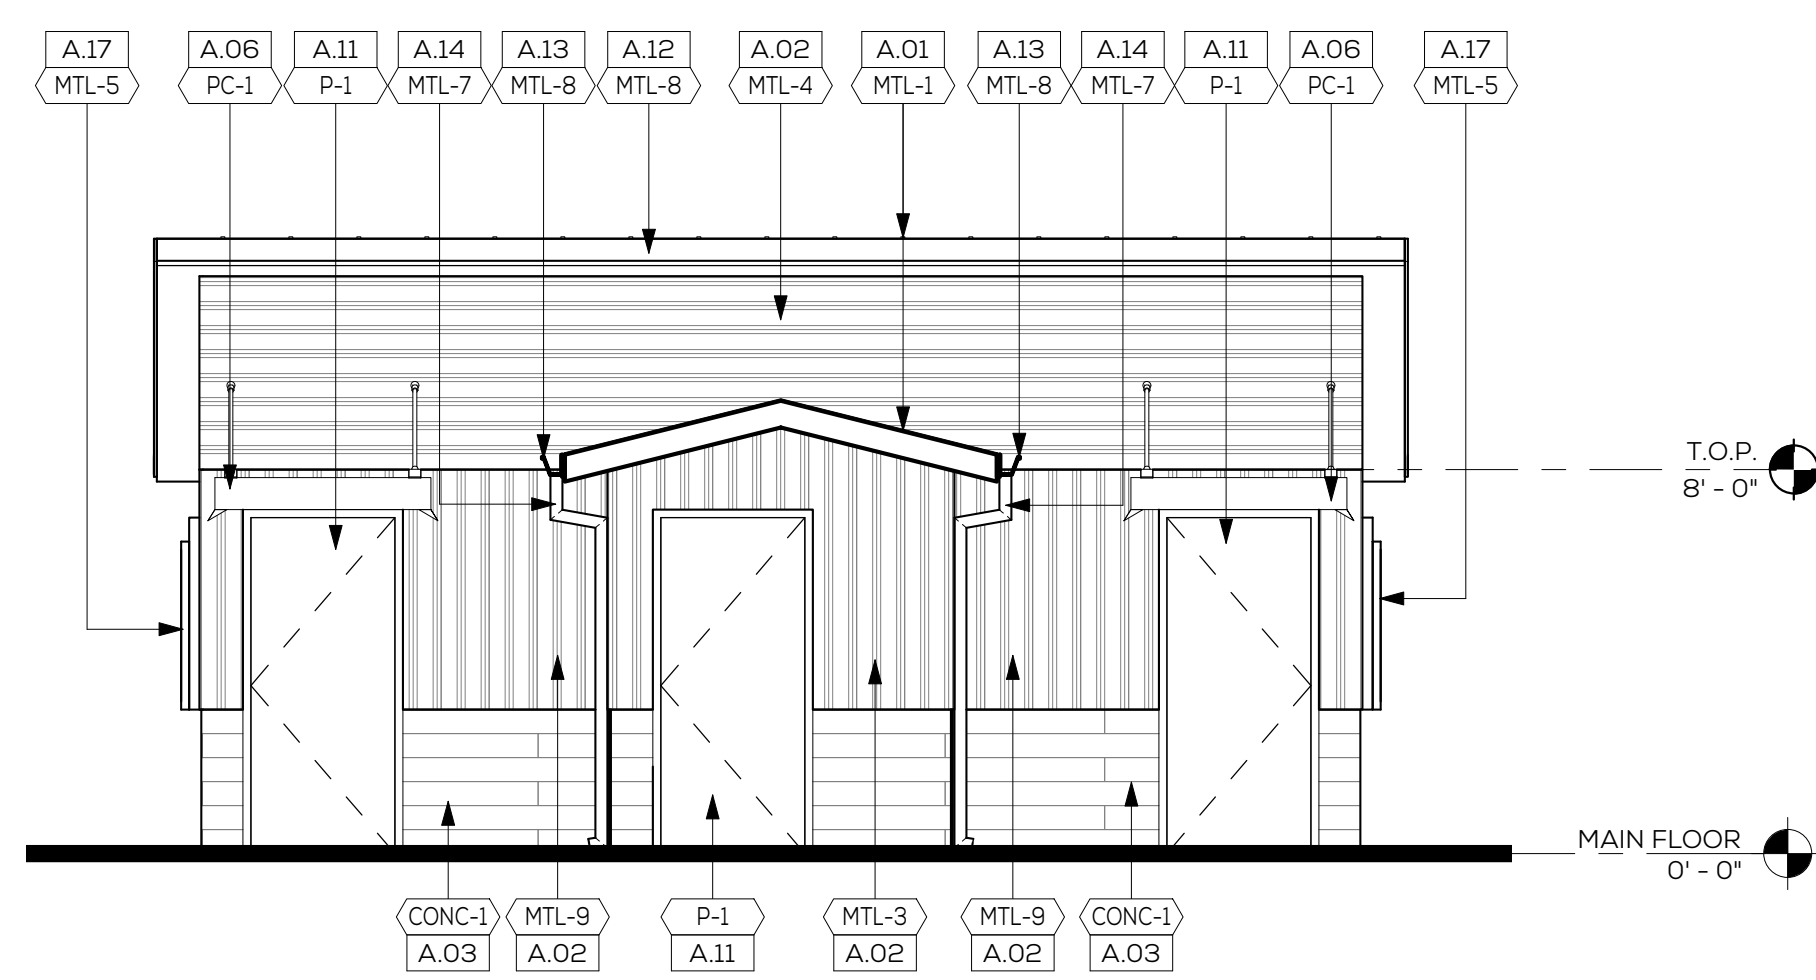 A.17 A.06 A.11 A.14 A.13 A.12 A.02 A.01 A.13 A.14 A.11 A.06 A.17
MTL-5 PC-1 P-1 MTL-7 MTL-8 MTL-8 MTL-4 MTL-1 MTL-8 MTL-7 P-1 PC-1 MTL-5
T.O.P.
8' - 0"
MAIN FLOOR
0' - 0"
CONC-1 MTL-9 P-1 MTL-3 MTL-9 CONC-1
A.03 A.02 A.11 A.02 A.02 A.03